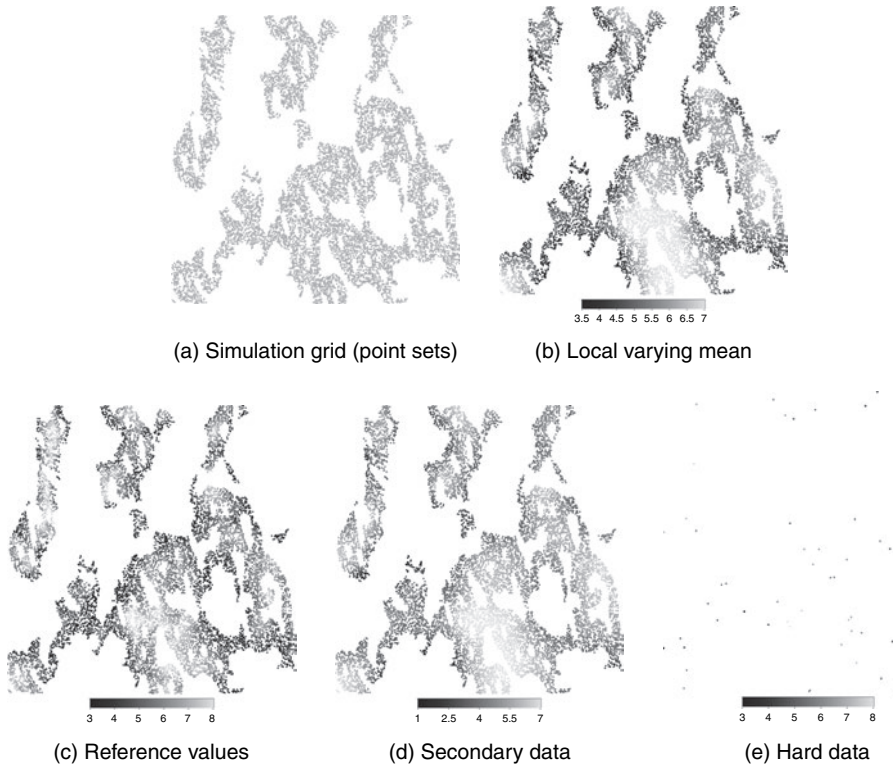 3.5 4 4.5 5 5.5 6 6.5 7
(a) Simulation grid (point sets)
(b) Local varying mean
3 4 5 6 7 8
1 2.5 4 5.5 7
3 4 5 6 7 8
(c) Reference values
(d) Secondary data
(e) Hard data